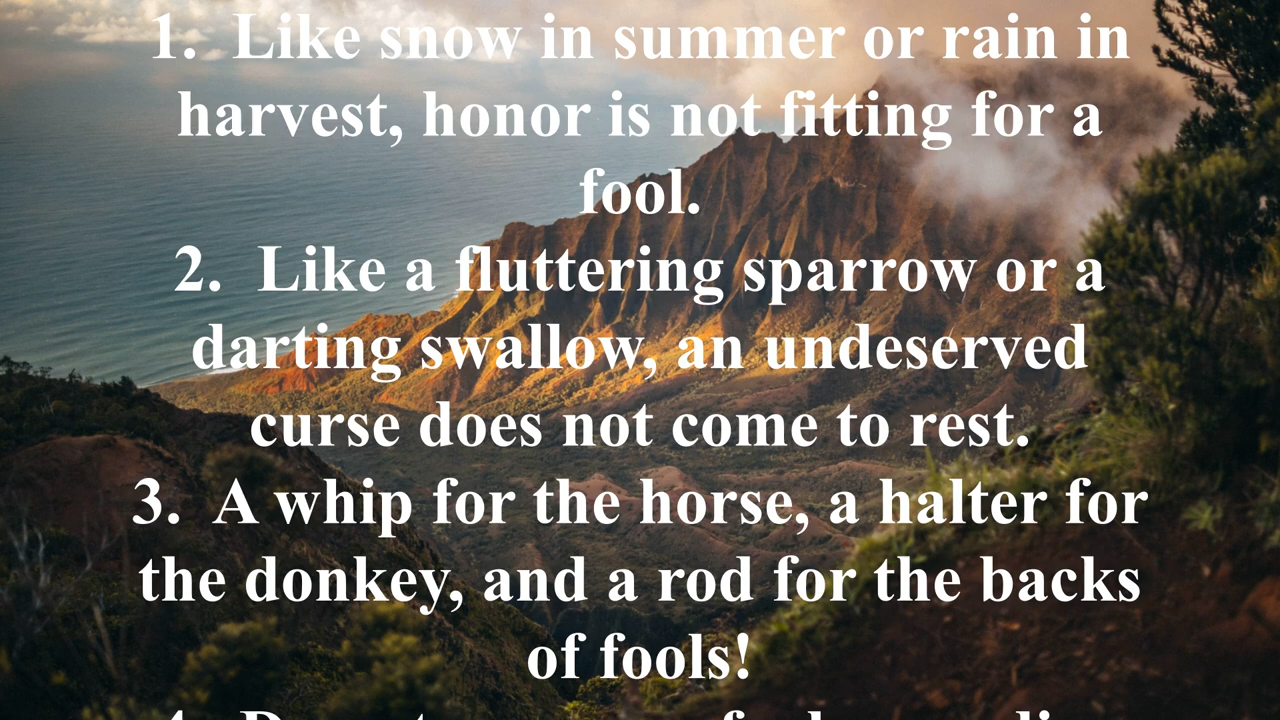 1. Like snow in summer or rain in
harvest, honor is not fitting for a
fool.
2. Like a fluttering sparrow or a
darting swallow, an undeserved
curse does not come to rest.
3. A whip for the horse, a halter for
the donkey, and a rod for the backs
of fools!